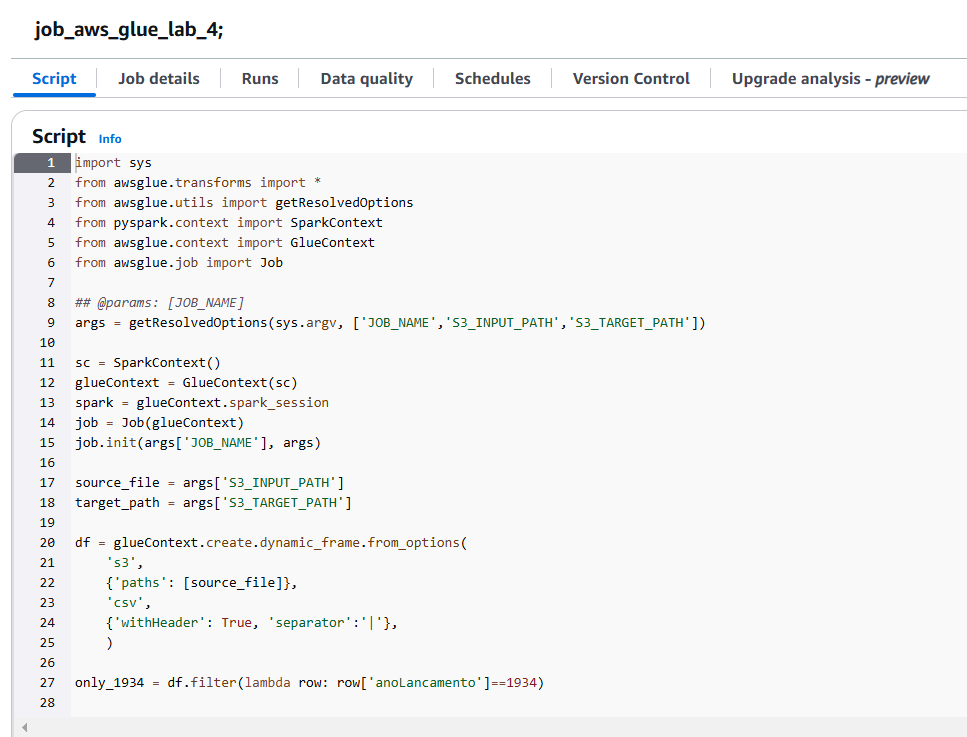 job_aws_glue_lab_4;
Script Job details Runs Data quality Schedules Version Control Upgrade analysis - preview
Script Info
1 import sys
2 from awsglue.transforms import *
3 from awsglue.utils import getResolvedOptions
4 from pyspark.context import SparkContext
5 from awsglue.context import GlueContext
6 from awsglue.job import Job
7
8 ## @params: [JOB_NAME]
9 args = getResolvedOptions(sys.argv, ['JOB_NAME','S3_INPUT_PATH','S3_TARGET_PATH'])
10
11 sc = SparkContext()
12 glueContext = GlueContext(sc)
13 spark = glueContext.spark_session
14 job = Job(glueContext)
15 job.init(args['JOB_NAME'], args)
16
17 source_file = args['S3_INPUT_PATH']
18 target_path = args['S3_TARGET_PATH']
19
20 df = glueContext.create.dynamic_frame.from_options(
21     's3',
22     {'paths': [source_file]},
23     'csv',
24     {'withHeader': True, 'separator':'|'},
25     )
26
27 only_1934 = df.filter(lambda row: row['anoLancamento']==1934)
28